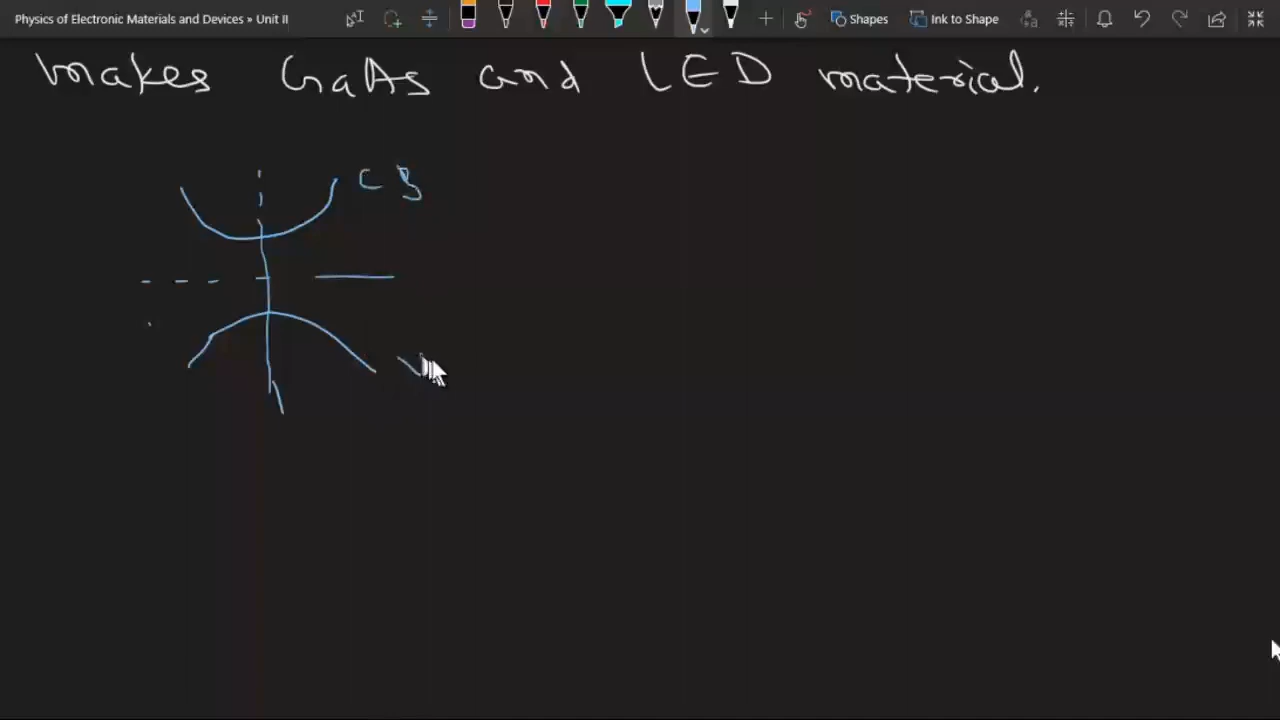 Physics of Electronic Materials and Devices » Unit II
Shapes
Ink to Shape
makes GaAs and LED material.
CB